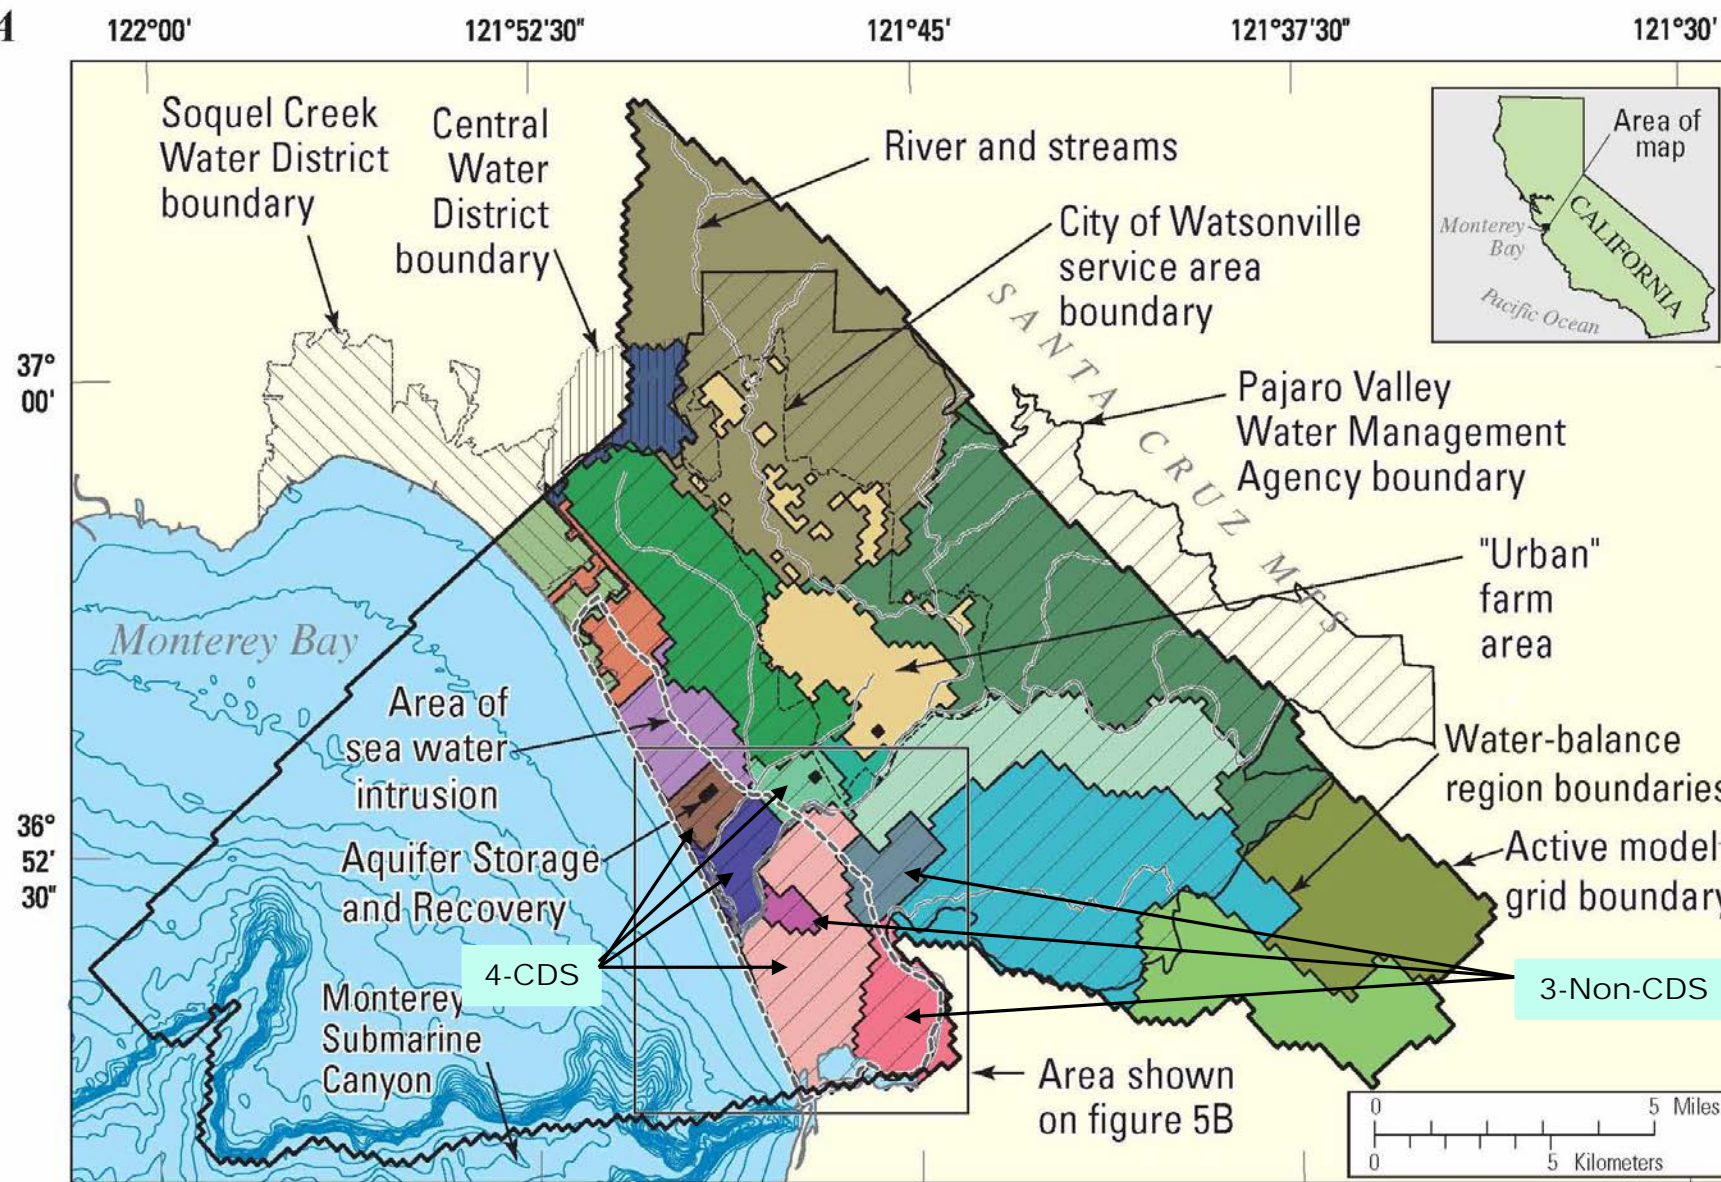 A
122°00'
121°52'30"
121°45'
121°37'30"
121°30'
Soquel Creek
Water District
boundary
Central
Water
District
boundary
River and streams
City of Watsonville
service area
boundary
Area of
map
CALIFORNIA
Monterey
Bay
Pacific Ocean
37°
00'
SANTA CRUZ MTS
Pajaro Valley
Water Management
Agency boundary
"Urban"
farm
area
Monterey Bay
Area of
sea water
intrusion
Water-balance
region boundaries
36°
52'
30"
Aquifer Storage
and Recovery
Active model
grid boundary
4-CDS
3-Non-CDS
Monterey
Submarine
Canyon
Area shown
on figure 5B
0 5 Miles
0 5 Kilometers